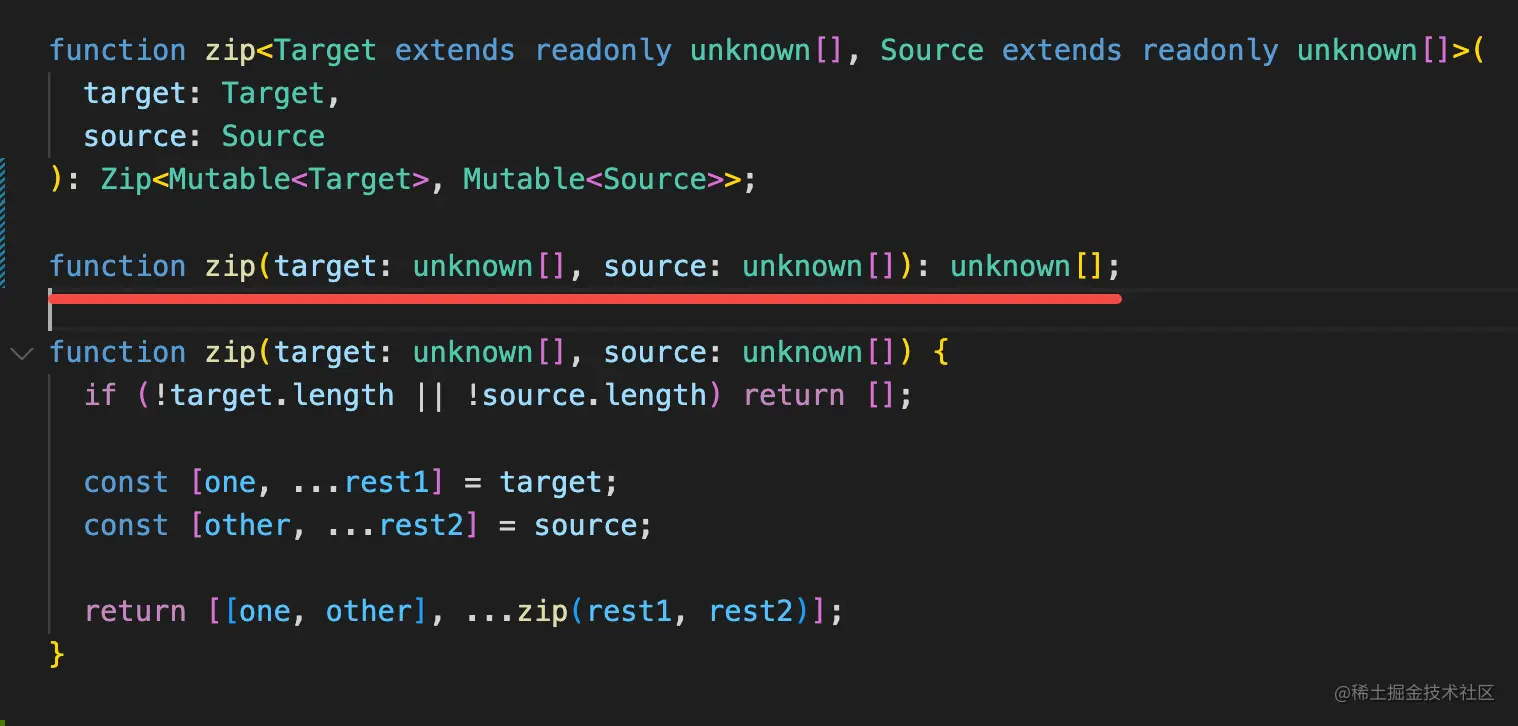 function zip<Target extends readonly unknown[], Source extends readonly unknown[]>(
  target: Target,
  source: Source
): Zip<Mutable<Target>, Mutable<Source>>;
function zip(target: unknown[], source: unknown[]): unknown[];
function zip(target: unknown[], source: unknown[]) {
  if (!target.length || !source.length) return [];
  const [one, ...rest1] = target;
  const [other, ...rest2] = source;
  return [[one, other], ...zip(rest1, rest2)];
}
@稀土掘金技术社区